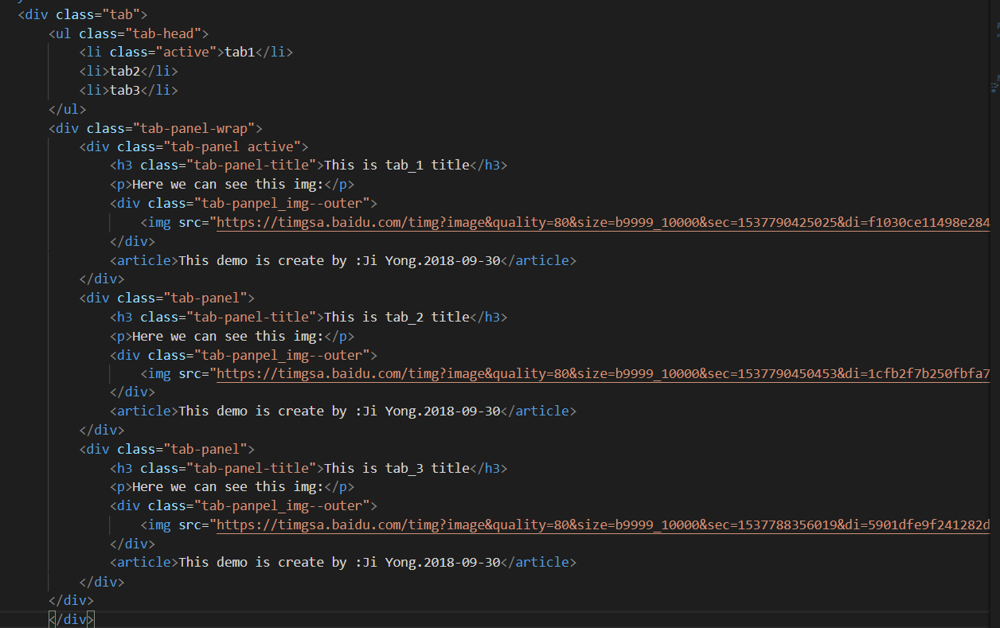 <div class="tab">
<ul class="tab-head">
<li class="active">tab1</li>
<li>tab2</li>
<li>tab3</li>
</ul>
<div class="tab-panel-wrap">
<div class="tab-panel active">
<h3 class="tab-panel-title">This is tab_1 title</h3>
<p>Here we can see this img:</p>
<div class="tab-panpel_img--outer">
<img src="https://timgsa.baidu.com/timg?image&quality=80&size=b9999_10000&sec=1537790425025&di=f1030ce11498e284
</div>
<article>This demo is create by :Ji Yong.2018-09-30</article>
</div>
<div class="tab-panel">
<h3 class="tab-panel-title">This is tab_2 title</h3>
<p>Here we can see this img:</p>
<div class="tab-panpel_img--outer">
<img src="https://timgsa.baidu.com/timg?image&quality=80&size=b9999_10000&sec=1537790450453&di=1cfb2f7b250fbfa7
</div>
<article>This demo is create by :Ji Yong.2018-09-30</article>
</div>
<div class="tab-panel">
<h3 class="tab-panel-title">This is tab_3 title</h3>
<p>Here we can see this img:</p>
<div class="tab-panpel_img--outer">
<img src="https://timgsa.baidu.com/timg?image&quality=80&size=b9999_10000&sec=1537788356019&di=5901dfe9f241282d
</div>
<article>This demo is create by :Ji Yong.2018-09-30</article>
</div>
</div>
</div>